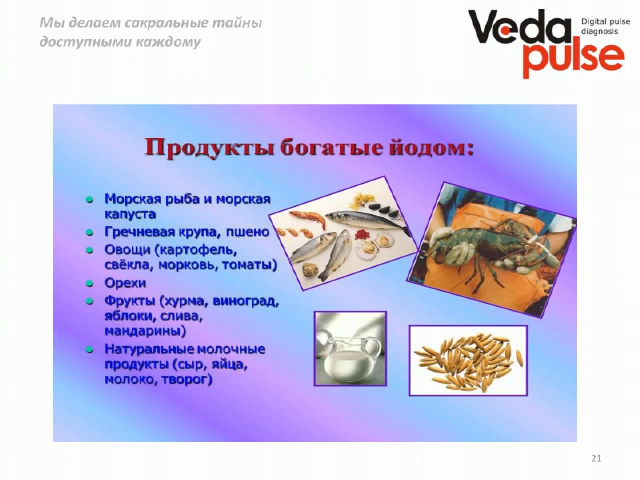 Мы делаем сакральные тайны
доступными каждому
Veda
pulse
Digital pulse
diagnosis
Продукты богатые йодом:
Морская рыба и морская
капуста
Гречневая крупа, пшено
Овощи (картофель,
свёкла, морковь, томаты)
Орехи
Фрукты (хурма, виноград,
яблоки, слива,
мандарины)
Натуральные молочные
продукты (сыр, яйца,
молоко, творог)
21